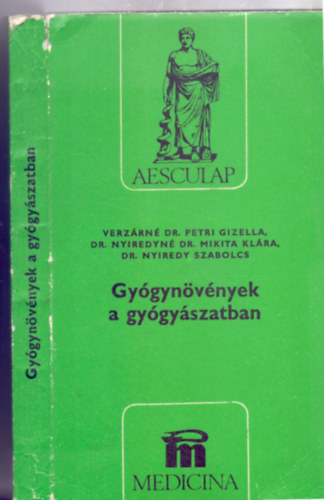 Gyógynövények a gyógyászatban
AESCULAP
VERZÁRNÉ DR. PETRI GIZELLA,
DR. NYIREDYNÉ DR. MIKITA KLÁRA,
DR. NYIREDY SZABOLCS
Gyógynövények
a gyógyászatban
MEDICINA